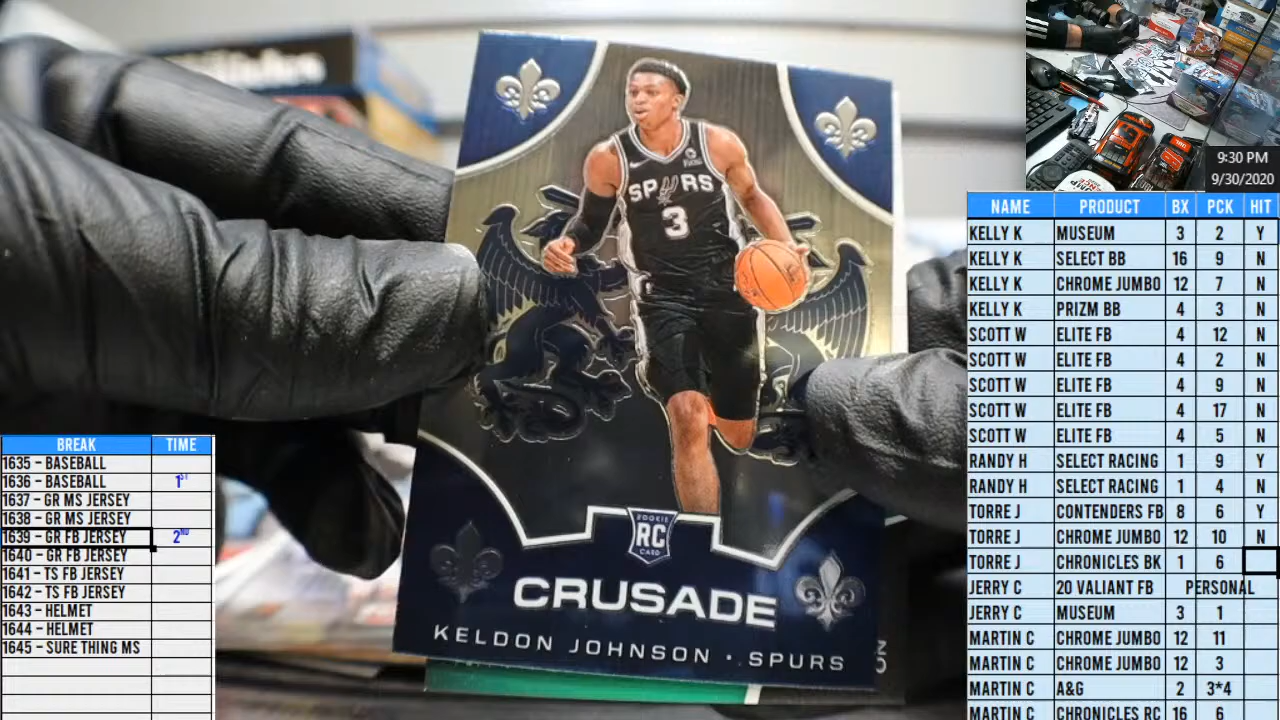 SPURS
3
ROOKIE
RC
CARD
CRUSADE
KELDON JOHNSON · SPURS
9:30 PM
9/30/2020
NAME PRODUCT BX PCK HIT
KELLY K MUSEUM 3 2 Y
KELLY K SELECT BB 16 9 N
KELLY K CHROME JUMBO 12 7 N
KELLY K PRIZM BB 4 3 N
SCOTT W ELITE FB 4 12 N
SCOTT W ELITE FB 4 2 N
SCOTT W ELITE FB 4 9 N
SCOTT W ELITE FB 4 17 N
SCOTT W ELITE FB 4 5 N
RANDY H SELECT RACING 1 9 Y
RANDY H SELECT RACING 1 4 N
TORRE J CONTENDERS FB 8 6 Y
TORRE J CHROME JUMBO 12 10 N
TORRE J CHRONICLES BK 1 6
JERRY C 20 VALIANT FB PERSONAL
JERRY C MUSEUM 3 1
MARTIN C CHROME JUMBO 12 11
MARTIN C CHROME JUMBO 12 3
MARTIN C A&G 2 3*4
MARTIN C CHRONICLES RC 16 6
BREAK TIME
1635 - BASEBALL
1636 - BASEBALL 1ST
1637 - GR MS JERSEY
1638 - GR MS JERSEY
1639 - GR FB JERSEY 2ND
1640 - GR FB JERSEY
1641 - TS FB JERSEY
1642 - TS FB JERSEY
1643 - HELMET
1644 - HELMET
1645 - SURE THING MS